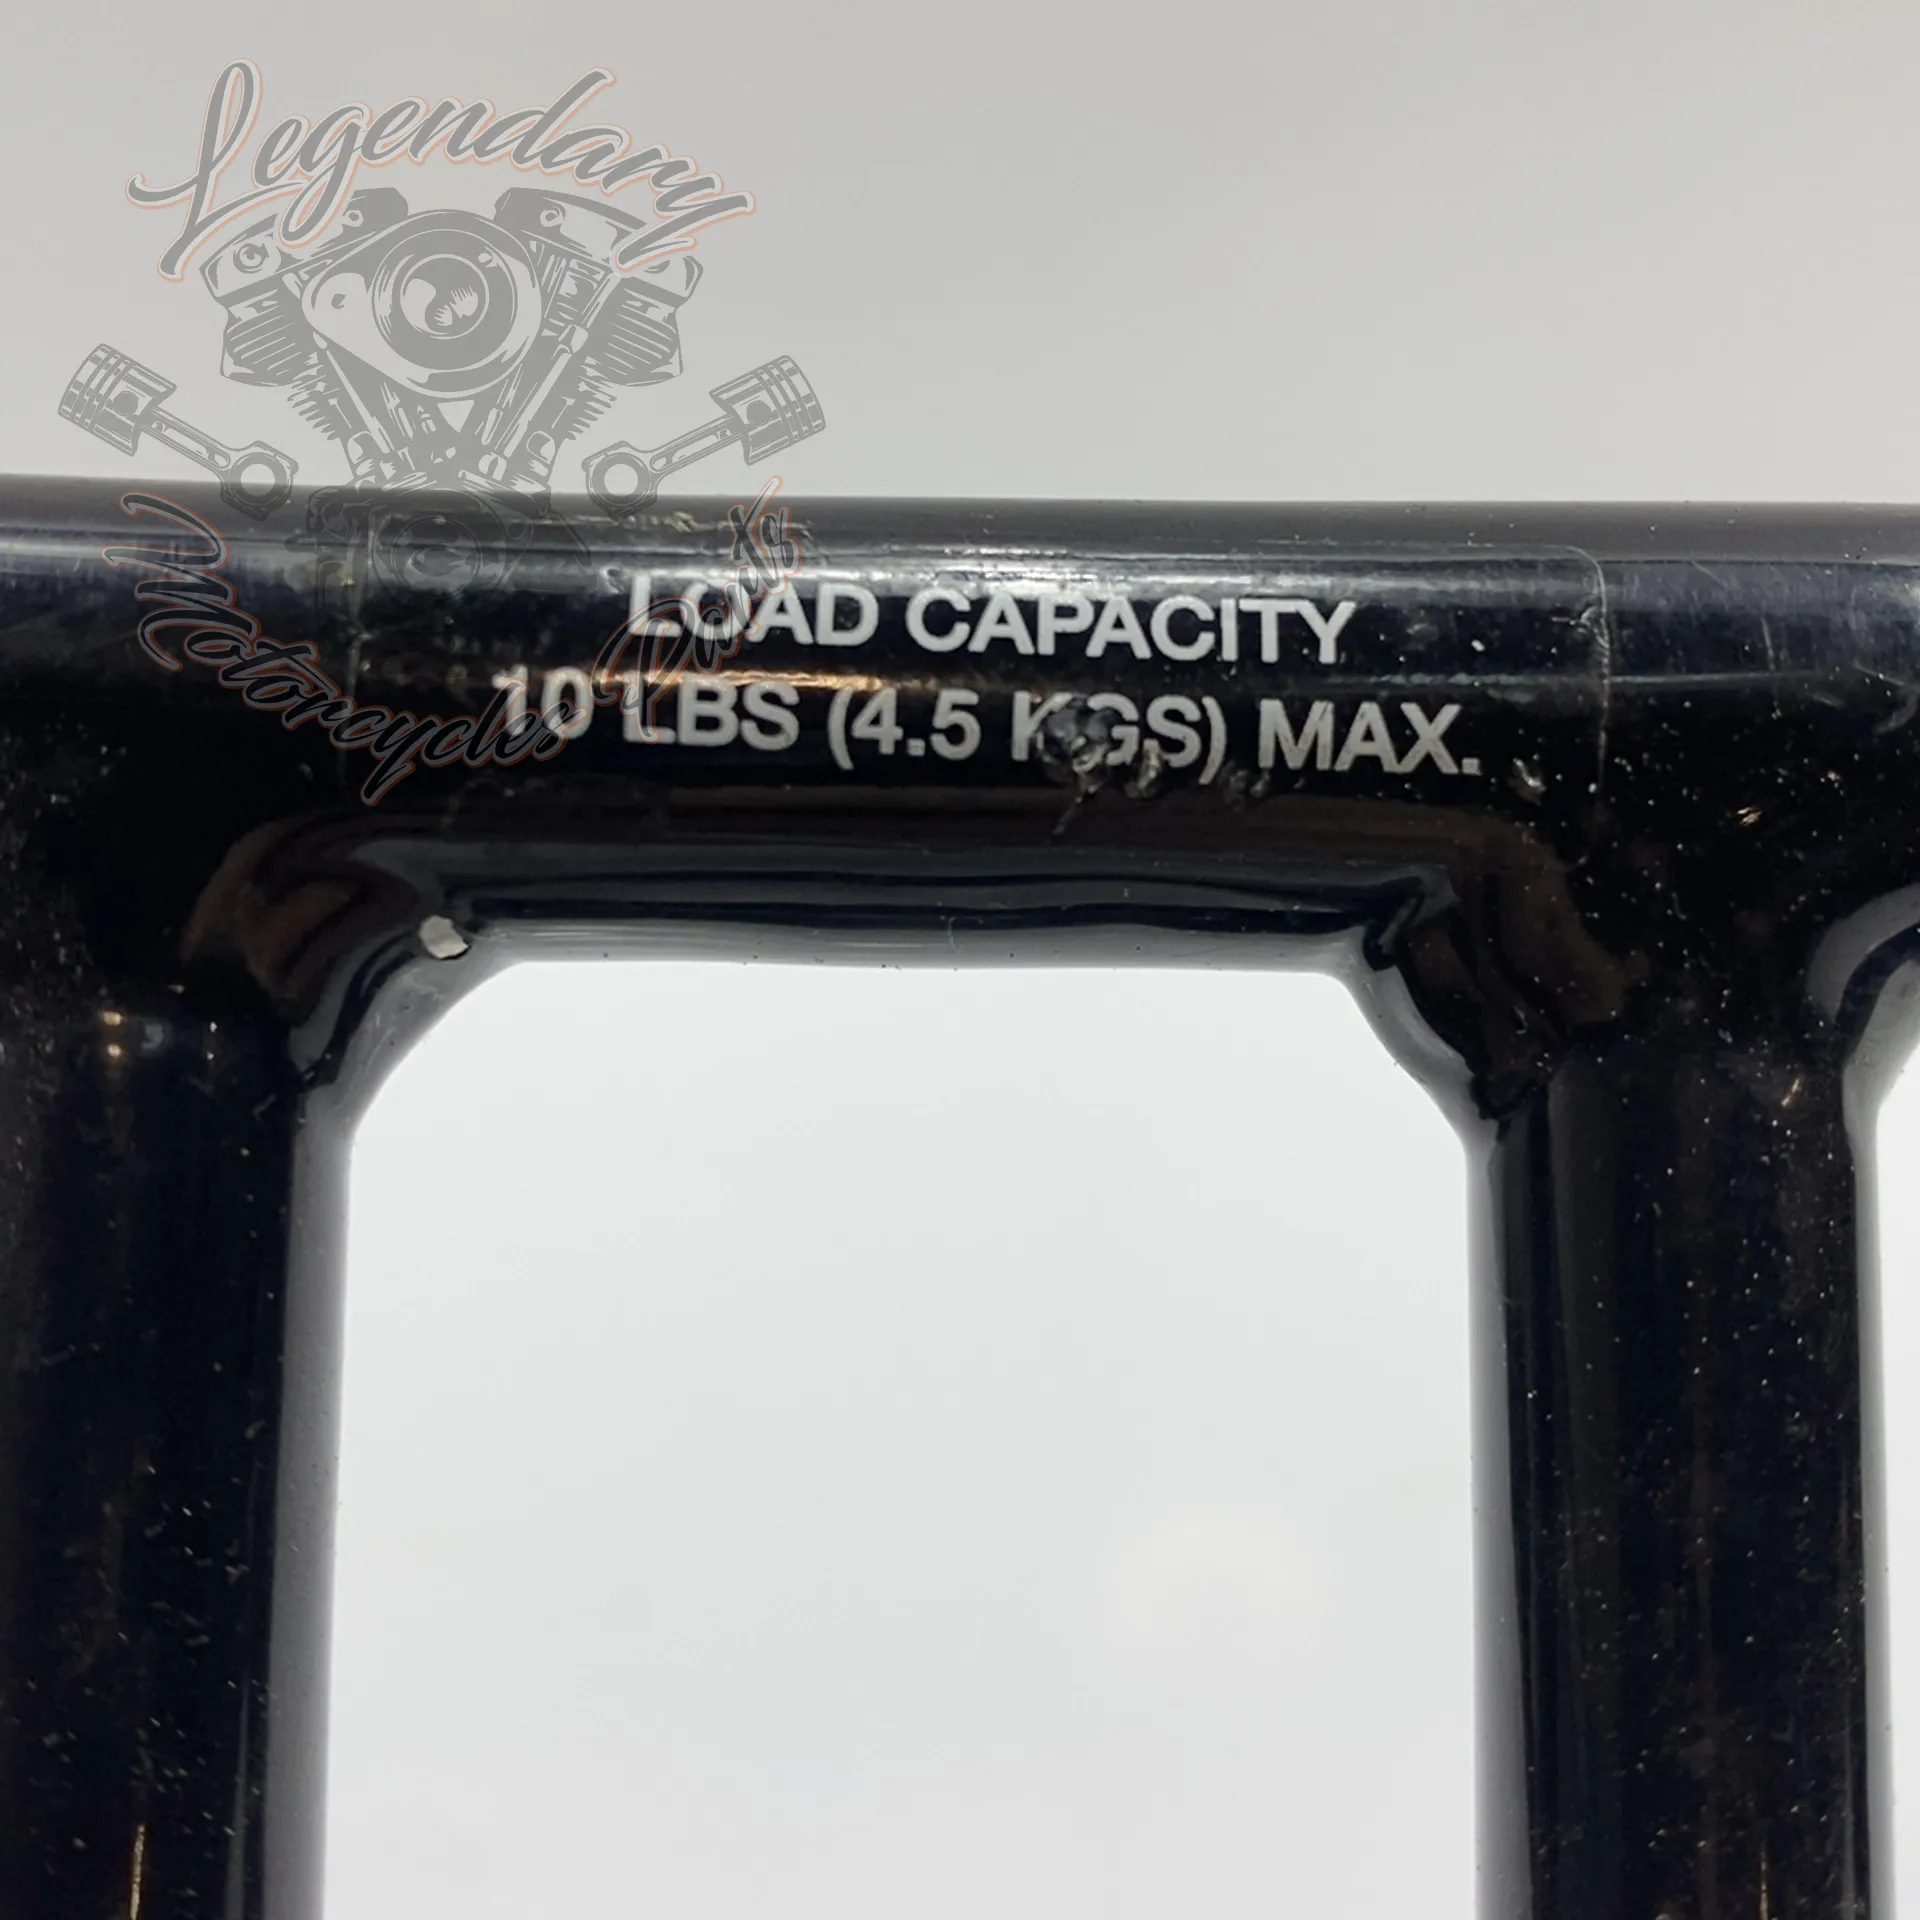 Legendary
Motorcycles Parts
LOAD CAPACITY
10 LBS (4.5 KGS) MAX.